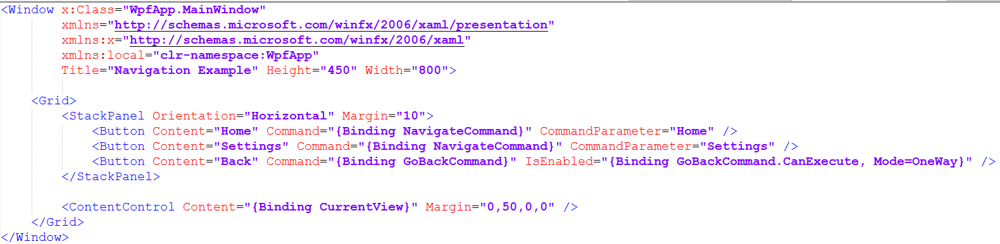 <Window x:Class="WpfApp.MainWindow"
        xmlns="http://schemas.microsoft.com/winfx/2006/xaml/presentation"
        xmlns:x="http://schemas.microsoft.com/winfx/2006/xaml"
        xmlns:local="clr-namespace:WpfApp"
        Title="Navigation Example" Height="450" Width="800">

    <Grid>
        <StackPanel Orientation="Horizontal" Margin="10">
            <Button Content="Home" Command="{Binding NavigateCommand}" CommandParameter="Home" />
            <Button Content="Settings" Command="{Binding NavigateCommand}" CommandParameter="Settings" />
            <Button Content="Back" Command="{Binding GoBackCommand}" IsEnabled="{Binding GoBackCommand.CanExecute, Mode=OneWay}" />
        </StackPanel>

        <ContentControl Content="{Binding CurrentView}" Margin="0,50,0,0" />
    </Grid>
</Window>